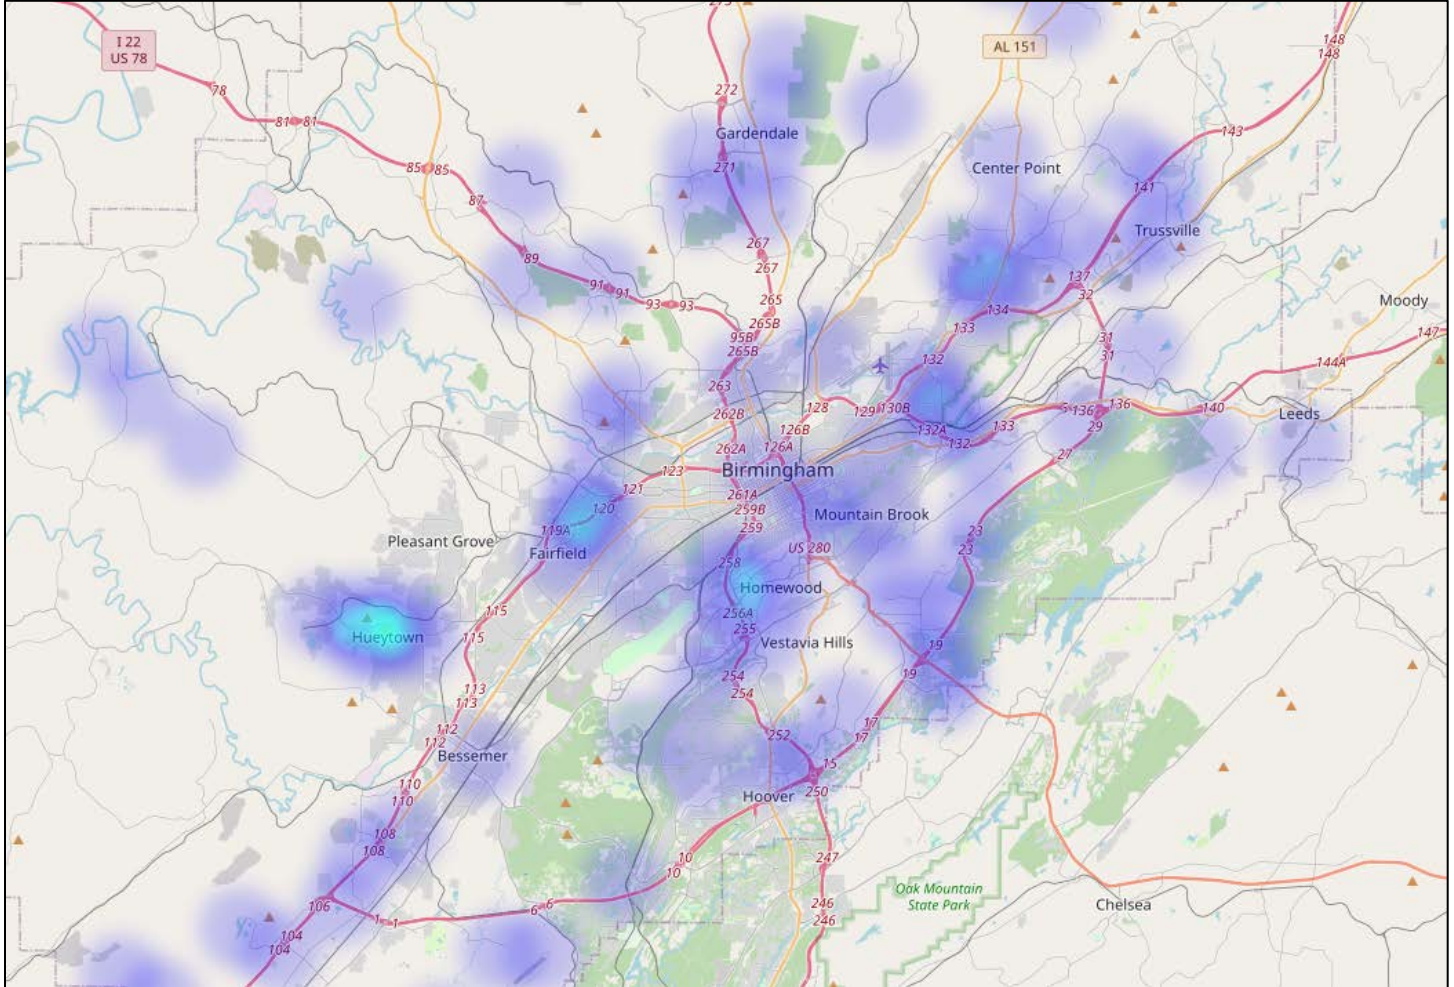 273
I 22
US 78
AL 151
148
148
78
272
81 81
143
Gardendale
271
85 85
Center Point
141
87
Trussville
267
267
89
137
32
91 91
93 93
265
Moody
134
265B
133
95B
265B
31
31
147
132
144A
263
262B
128
129
130B
5
136
136
140
Leeds
126B
132A
132
133
29
262A
126A
27
Birmingham
123
121
261A
259B
120
Mountain Brook
119A
259
23
Pleasant Grove
Fairfield
US 280
23
258
Homewood
115
256A
Hueytown
115
255
Vestavia Hills
19
254
19
113
113
254
112
112
252
17
17
Bessemer
15
110
110
Hoover
250
108
108
10
10
247
Oak Mountain
State Park
106
1 1
6 6
246
246
Chelsea
104
104